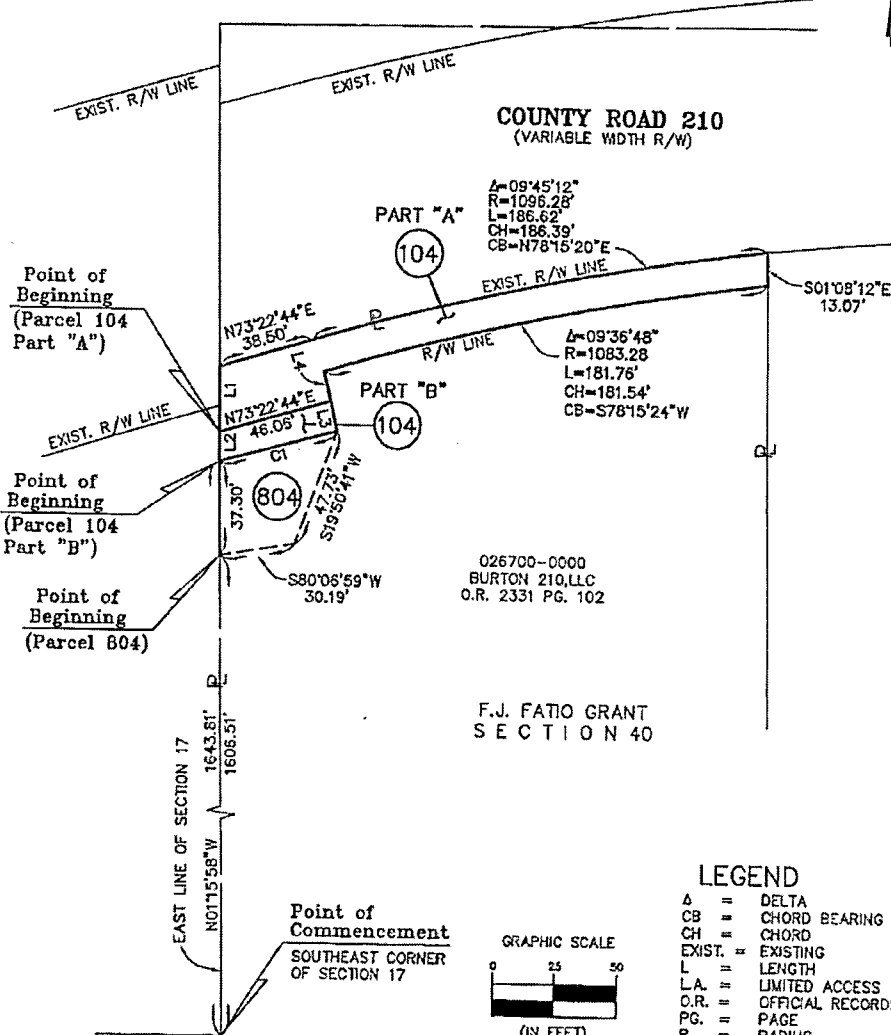 EXIST. R/W LINE
EXIST. R/W LINE
COUNTY ROAD 210
(VARIABLE WIDTH R/W)
Δ=09°45'12"
R=1096.28'
L=186.62'
CH=186.39'
CB=N78°15'20"E
PART "A"
104
EXIST. R/W LINE
S01°08'12"E
13.07'
Point of
Beginning
(Parcel 104
Part "A")
N73°22'44"E
38.50'
R/W LINE
Δ=09°36'48"
R=1083.28
L=181.76'
CH=181.54'
CB=S78°15'24"W
L4
L1
PART "B"
104
N73°22'44"E
46.06'
L3
L2
C1
EXIST. R/W LINE
Point of
Beginning
(Parcel 104
Part "B")
37.30'
804
47.73'
S19°50'41"W
S80°06'59"W
30.19'
026700-0000
BURTON 210,LLC
O.R. 2331 PG. 102
Point of
Beginning
(Parcel 804)
F.J. FATIO GRANT
SECTION 40
EAST LINE OF SECTION 17
N01°15'58"W
1643.81'
1606.51'
Point of
Commencement
SOUTHEAST CORNER
OF SECTION 17
GRAPHIC SCALE
0 25 50
(IN FEET)
LEGEND
Δ = DELTA
CB = CHORD BEARING
CH = CHORD
EXIST. = EXISTING
L = LENGTH
L.A. = LIMITED ACCESS
O.R. = OFFICIAL RECORD
PG. = PAGE
R = RADIUS